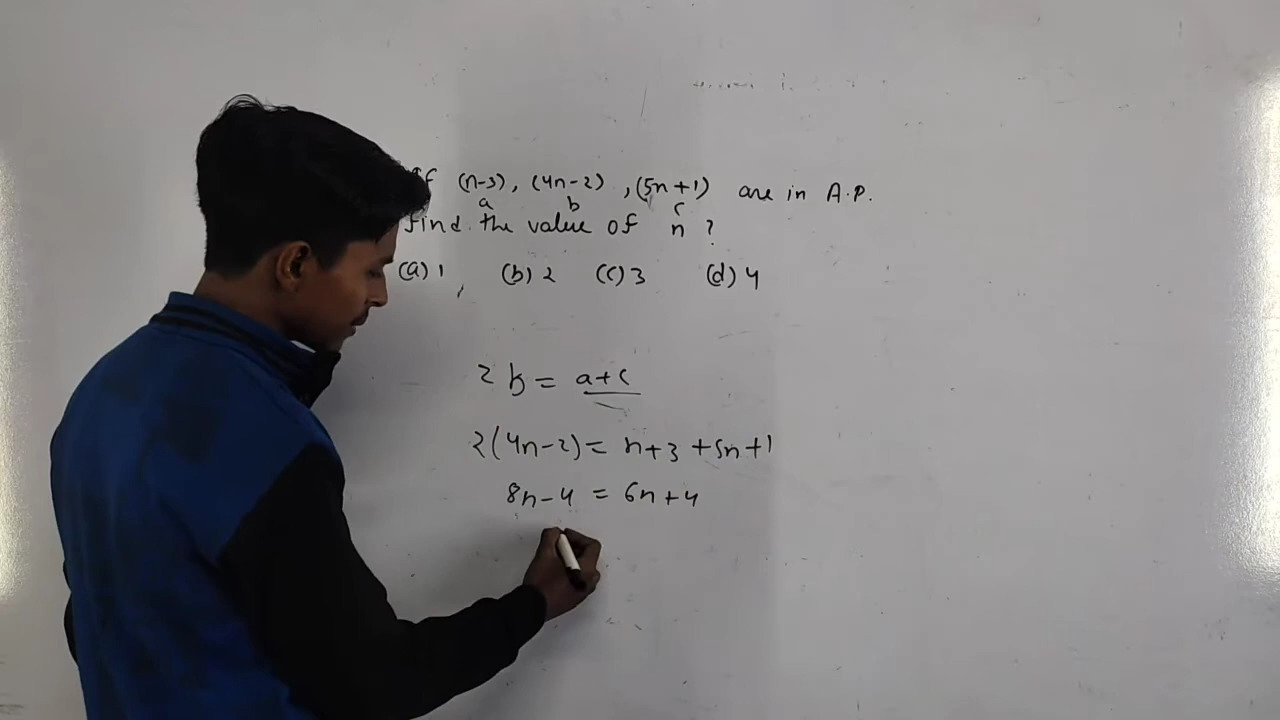 If (n-3), (4n-2), (5n+1) are in A.P.
a b c
find the value of n ?
(a) 1, (b) 2 (c) 3 (d) 4
2b = a+c
2(4n-2) = n+3 +5n+1
8n-4 = 6n+4